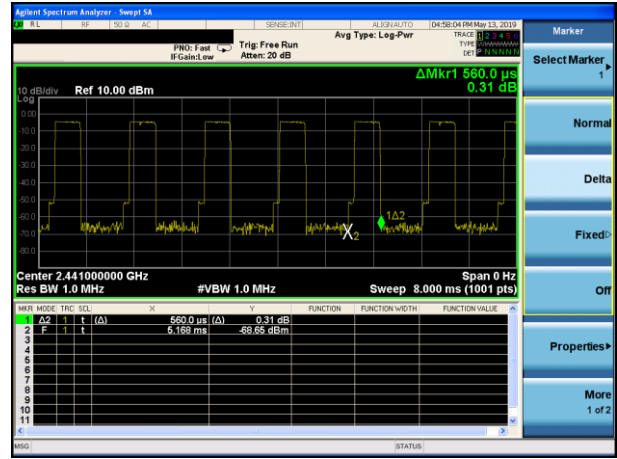 Agilent Spectrum Analyzer - Swept SA
RL RF 50 Ω AC SENSE:INT ALIGNAUTO 04:58:04 PM May 13, 2019
Marker
Avg Type: Log-Pwr TRACE 1 2 3 4 5 6
PNO: Fast Trig: Free Run TYPE
IFGain:Low Atten: 20 dB DET P N N N N N
Select Marker
1
ΔMkr1 560.0 µs
10 dB/div Ref 10.00 dBm 0.31 dB
Log
0.00
-10.0
-20.0
-30.0
-40.0
-50.0
-60.0
-70.0
-80.0
1Δ2
X2
Normal
Delta
Fixed
Off
Center 2.441000000 GHz Span 0 Hz
Res BW 1.0 MHz #VBW 1.0 MHz Sweep 8.000 ms (1001 pts)
MKR MODE TRC SCL X Y FUNCTION FUNCTION WIDTH FUNCTION VALUE
1 Δ2 1 t (Δ) 560.0 µs (Δ) 0.31 dB
2 F 1 t 5.168 ms -68.65 dBm
3
4
5
6
7
8
9
10
11
Properties
More
1 of 2
MSG STATUS